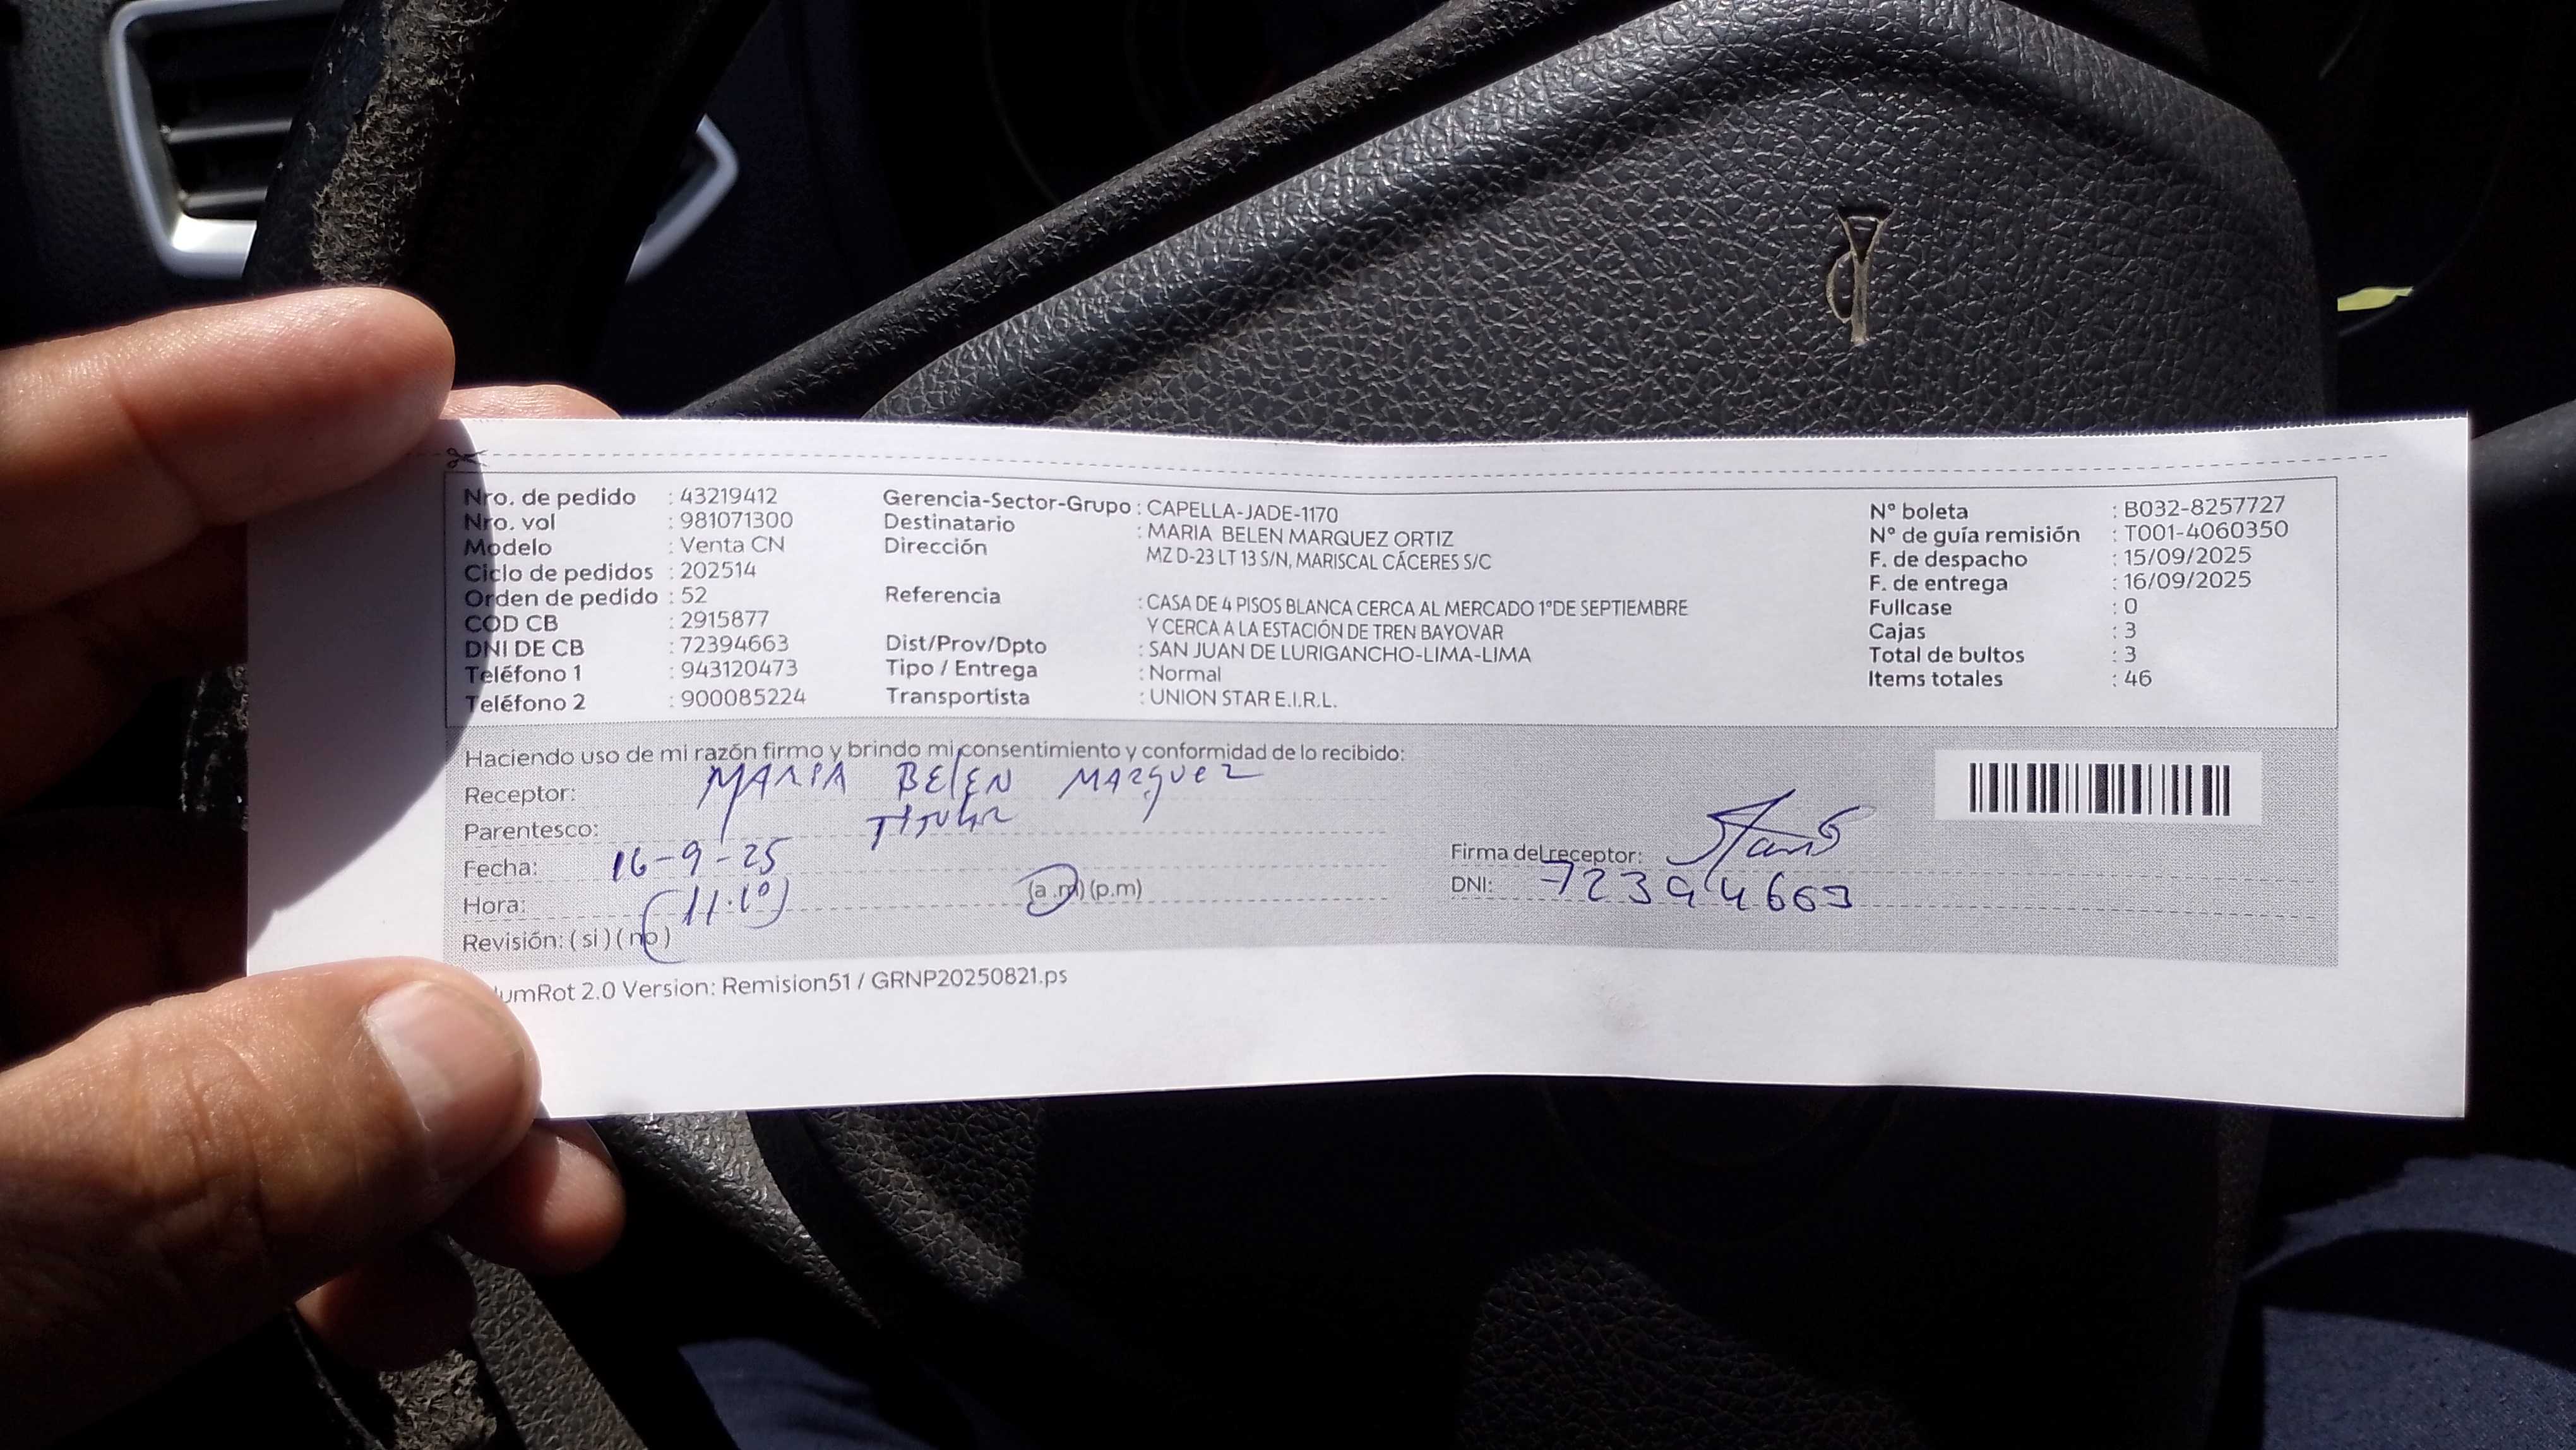 Nro. de pedido : 43219412
Nro. vol : 981071300
Modelo : Venta CN
Ciclo de pedidos : 202514
Orden de pedido : 52
COD CB : 2915877
DNI DE CB : 72394663
Teléfono 1 : 943120473
Teléfono 2 : 900085224
Gerencia-Sector-Grupo : CAPELLA-JADE-1170
Destinatario : MARIA BELEN MARQUEZ ORTIZ
Dirección MZ D-23 LT 13 S/N, MARISCAL CÁCERES S/C
Referencia : CASA DE 4 PISOS BLANCA CERCA AL MERCADO 1°DE SEPTIEMBRE
Y CERCA A LA ESTACIÓN DE TREN BAYOVAR
Dist/Prov/Dpto : SAN JUAN DE LURIGANCHO-LIMA-LIMA
Tipo / Entrega : Normal
Transportista : UNION STAR E.I.R.L.
N° boleta : B032-8257727
N° de guía remisión : T001-4060350
F. de despacho : 15/09/2025
F. de entrega : 16/09/2025
Fullcase : 0
Cajas : 3
Total de bultos : 3
Items totales : 46
Haciendo uso de mi razón firmo y brindo mi consentimiento y conformidad de lo recibido:
Receptor: MARIA BELEN MARQUEZ
Parentesco: TITULAR
Fecha: 16-9-25
Hora: (11.10) (a.m) (p.m)
Revisión: ( si ) ( no )
Firma del receptor:
DNI: 72394663
umRot 2.0 Version: Remision51 / GRNP20250821.ps